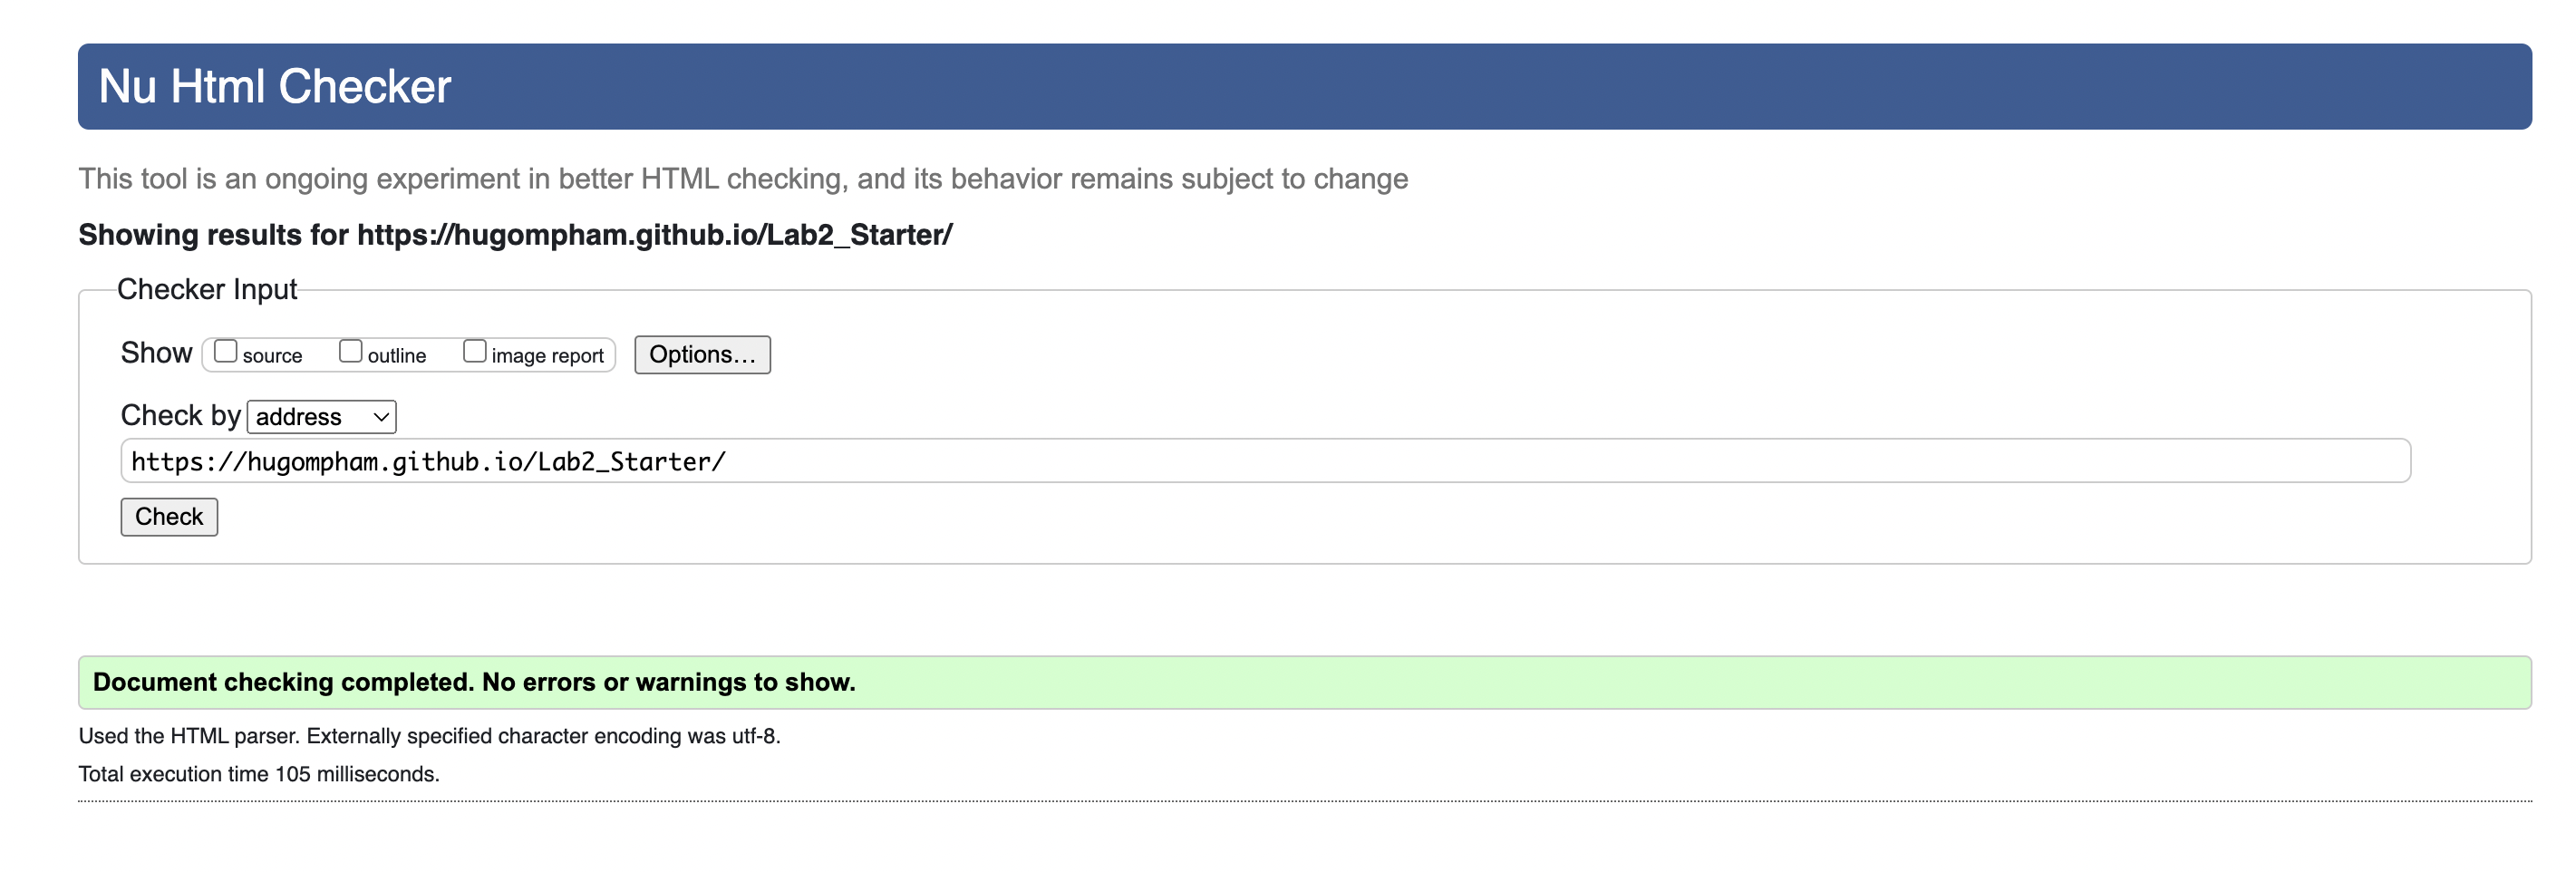 Nu Html Checker
This tool is an ongoing experiment in better HTML checking, and its behavior remains subject to change
Showing results for https://hugompham.github.io/Lab2_Starter/
Checker Input
Show source outline image report Options...
Check by address
https://hugompham.github.io/Lab2_Starter/
Check
Document checking completed. No errors or warnings to show.
Used the HTML parser. Externally specified character encoding was utf-8.
Total execution time 105 milliseconds.